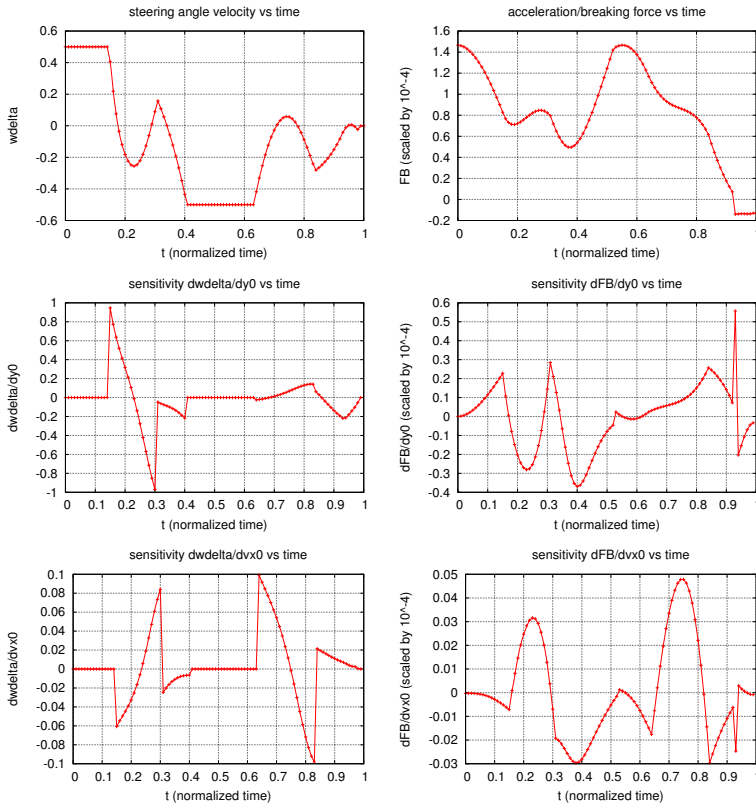 steering angle velocity vs time
wdelta
0.6
0.4
0.2
0
-0.2
-0.4
-0.6
0 0.2 0.4 0.6 0.8 1
t (normalized time)
acceleration/breaking force vs time
FB (scaled by 10^-4)
1.6
1.4
1.2
1
0.8
0.6
0.4
0.2
0
-0.2
0 0.2 0.4 0.6 0.8 1
t (normalized time)
sensitivity dwdelta/dy0 vs time
dwdelta/dy0
1
0.8
0.6
0.4
0.2
0
-0.2
-0.4
-0.6
-0.8
-1
0 0.1 0.2 0.3 0.4 0.5 0.6 0.7 0.8 0.9 1
t (normalized time)
sensitivity dFB/dy0 vs time
dFB/dy0 (scaled by 10^-4)
0.6
0.5
0.4
0.3
0.2
0.1
0
-0.1
-0.2
-0.3
-0.4
0 0.1 0.2 0.3 0.4 0.5 0.6 0.7 0.8 0.9 1
t (normalized time)
sensitivity dwdelta/dvx0 vs time
dwdelta/dvx0
0.1
0.08
0.06
0.04
0.02
0
-0.02
-0.04
-0.06
-0.08
-0.1
0 0.1 0.2 0.3 0.4 0.5 0.6 0.7 0.8 0.9 1
t (normalized time)
sensitivity dFB/dvx0 vs time
dFB/dvx0 (scaled by 10^-4)
0.05
0.04
0.03
0.02
0.01
0
-0.01
-0.02
-0.03
0 0.1 0.2 0.3 0.4 0.5 0.6 0.7 0.8 0.9 1
t (normalized time)